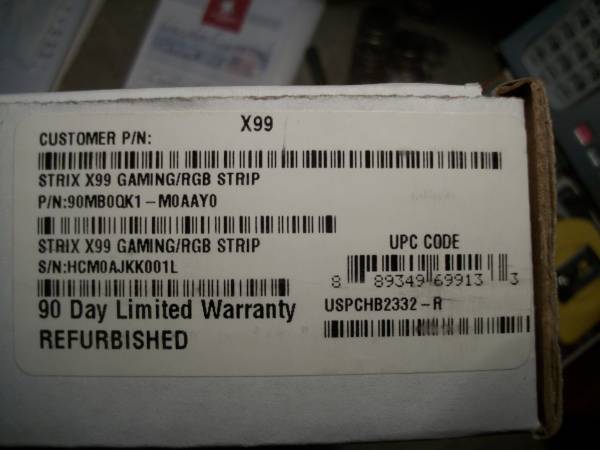 X99
CUSTOMER P/N:
STRIX X99 GAMING/RGB STRIP
P/N:90MB0QK1-M0AAY0
STRIX X99 GAMING/RGB STRIP
S/N:HCM0AJKK001L
90 Day Limited Warranty
REFURBISHED
UPC CODE
8 89349 69913 3
USPCHB2332-R